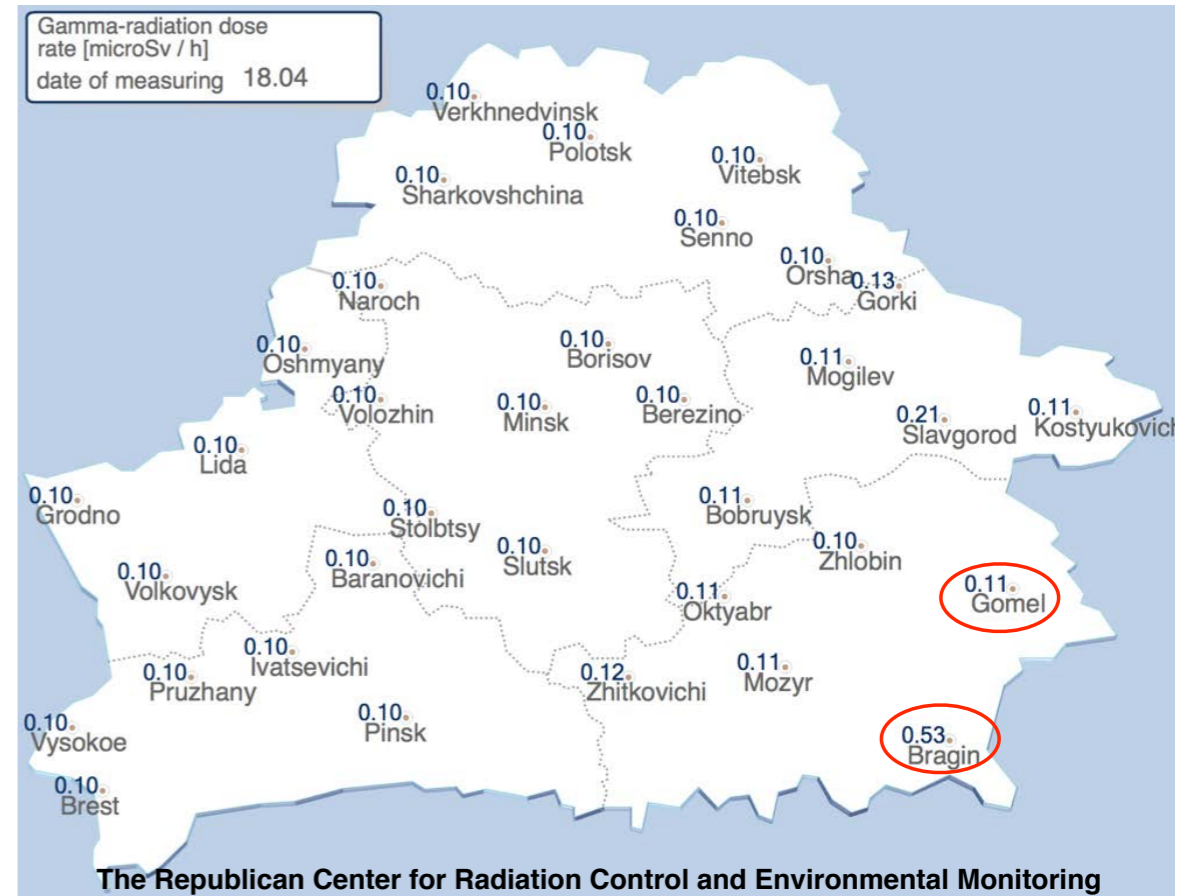 Gamma-radiation dose
rate [microSv / h]
date of measuring 18.04
0.10
Verkhnedvinsk
0.10
Polotsk
0.10
Vitebsk
0.10
Sharkovshchina
0.10
Senno
0.10
Orsha
0.13
Gorki
0.10
Naroch
0.10
Oshmyany
0.10
Borisov
0.11
Mogilev
0.10
Volozhin
0.10
Minsk
0.10
Berezino
0.21
Slavgorod
0.11
Kostyukovich
0.10
Lida
0.10
Grodno
0.10
Stolbtsy
0.11
Bobruysk
0.10
Volkovysk
0.10
Baranovichi
0.10
Slutsk
0.10
Zhlobin
0.11
Oktyabr
0.11
Gomel
0.10
Ivatsevichi
0.10
Pruzhany
0.12
Zhitkovichi
0.11
Mozyr
0.10
Vysokoe
0.10
Pinsk
0.53
Bragin
0.10
Brest
The Republican Center for Radiation Control and Environmental Monitoring